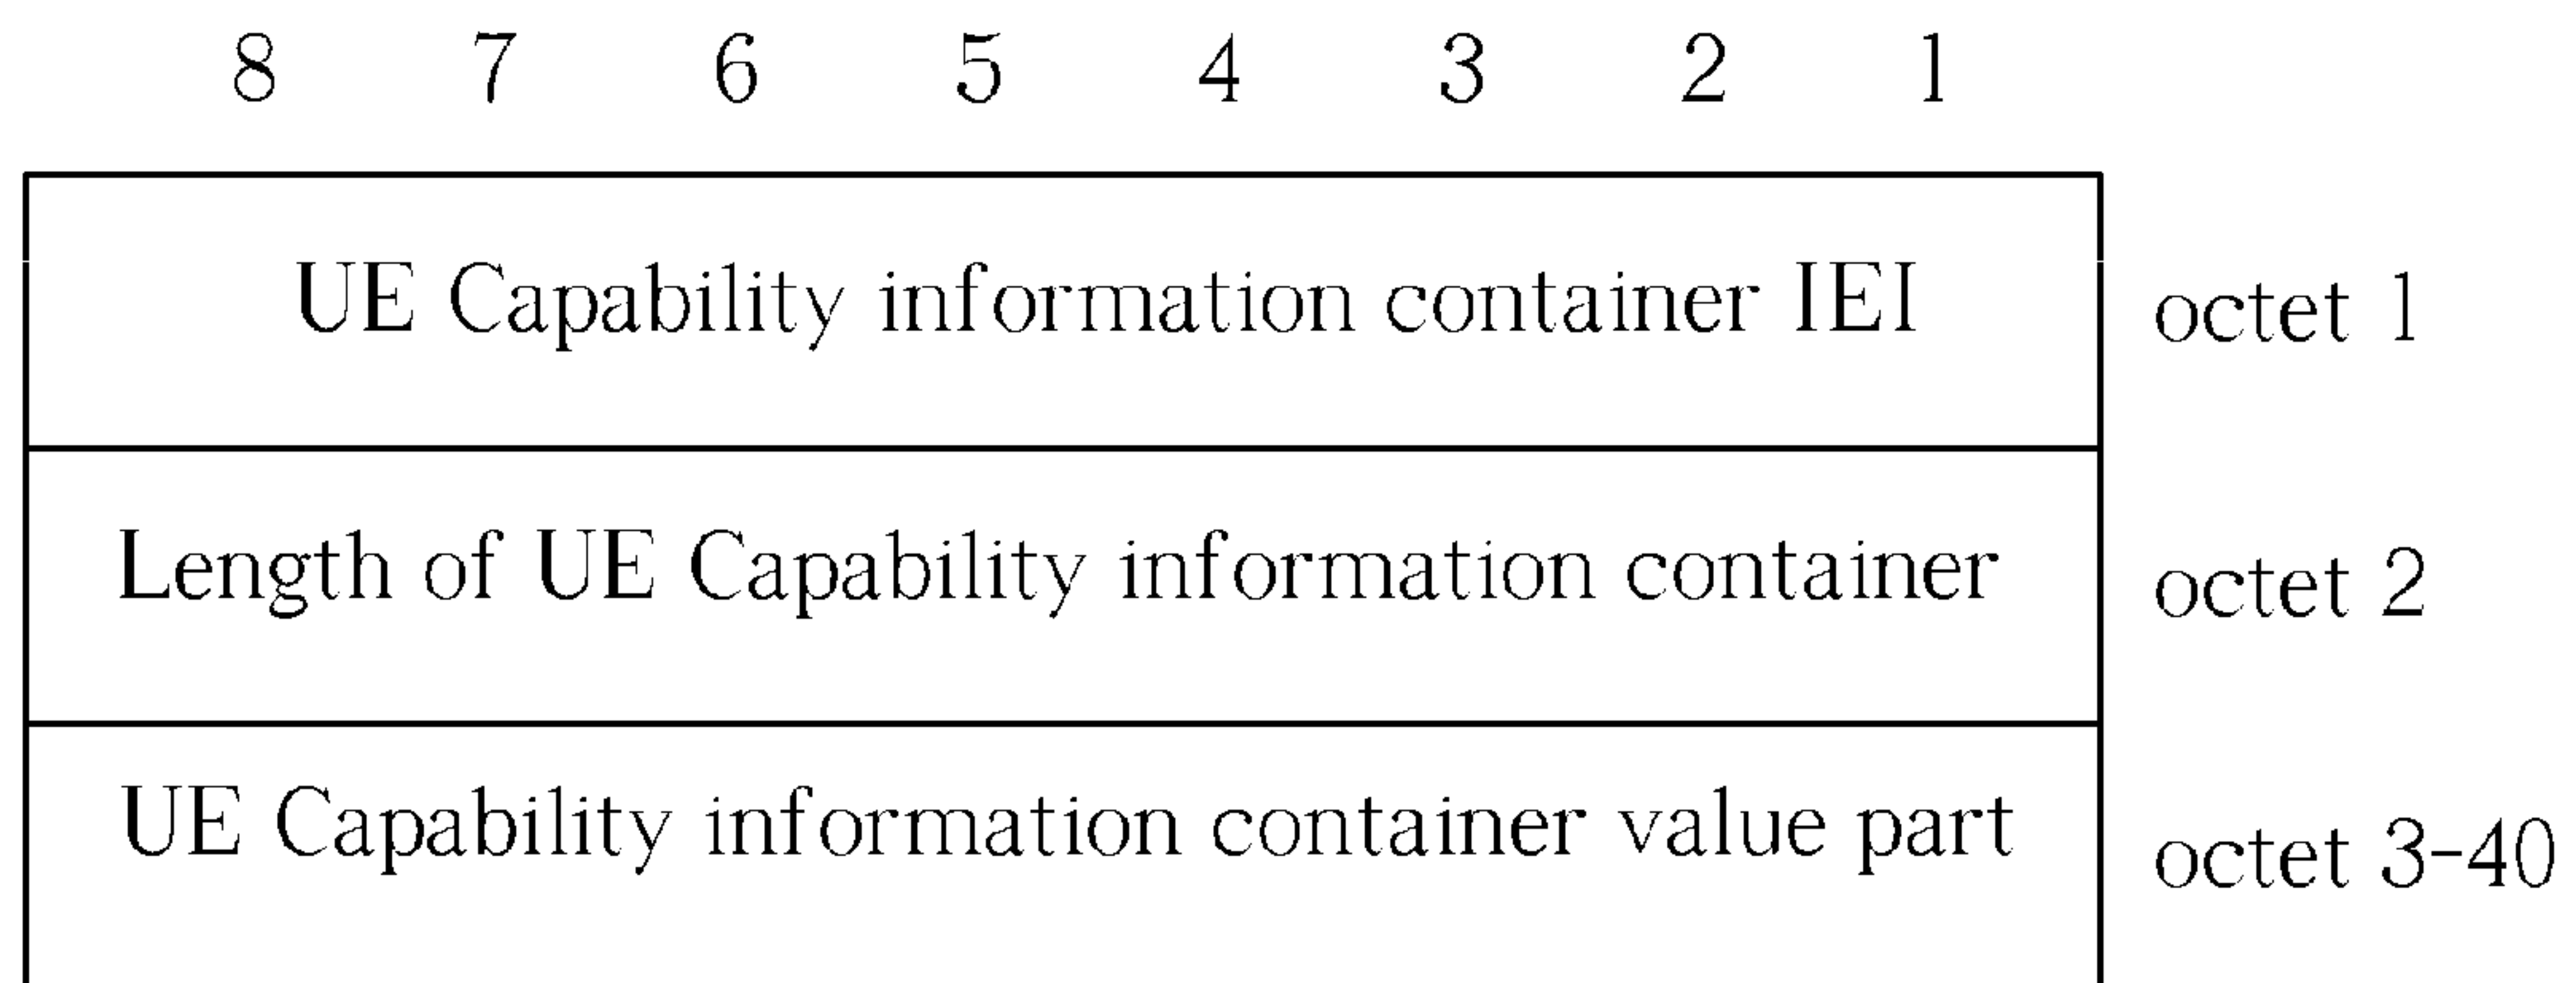 8 7 6 5 4 3 2 1
UE Capability information container IEI octet 1
Length of UE Capability information container octet 2
UE Capability information container value part octet 3-40